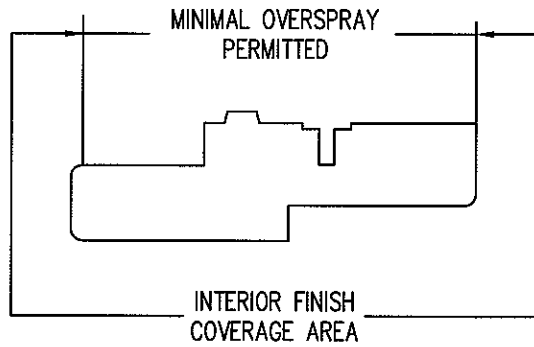 MINIMAL OVERSPRAY
PERMITTED
INTERIOR FINISH
COVERAGE AREA